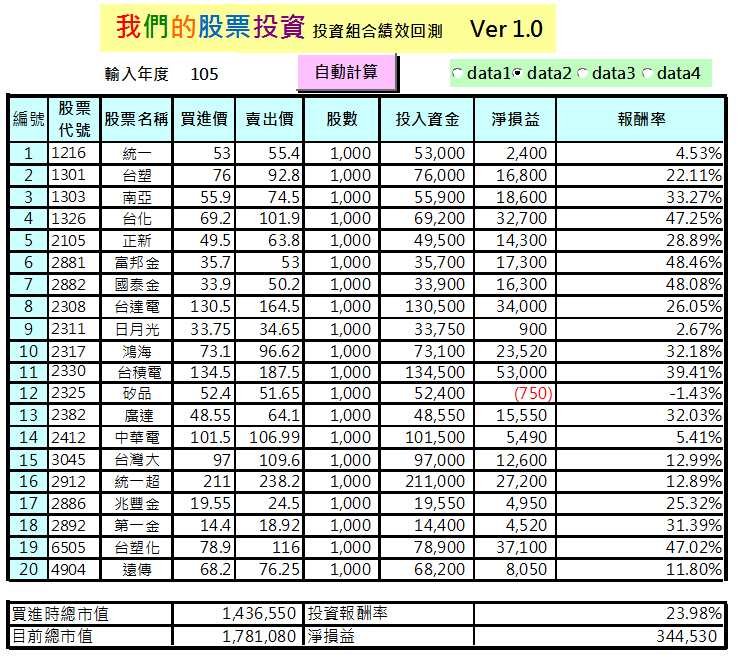 我們的股票投資 投資組合績效回測 Ver 1.0
輸入年度 105 自動計算 data1 data2 data3 data4
編號 股票代號 股票名稱 買進價 賣出價 股數 投入資金 淨損益 報酬率
1 1216 統一 53 55.4 1,000 53,000 2,400 4.53%
2 1301 台塑 76 92.8 1,000 76,000 16,800 22.11%
3 1303 南亞 55.9 74.5 1,000 55,900 18,600 33.27%
4 1326 台化 69.2 101.9 1,000 69,200 32,700 47.25%
5 2105 正新 49.5 63.8 1,000 49,500 14,300 28.89%
6 2881 富邦金 35.7 53 1,000 35,700 17,300 48.46%
7 2882 國泰金 33.9 50.2 1,000 33,900 16,300 48.08%
8 2308 台達電 130.5 164.5 1,000 130,500 34,000 26.05%
9 2311 日月光 33.75 34.65 1,000 33,750 900 2.67%
10 2317 鴻海 73.1 96.62 1,000 73,100 23,520 32.18%
11 2330 台積電 134.5 187.5 1,000 134,500 53,000 39.41%
12 2325 矽品 52.4 51.65 1,000 52,400 (750) -1.43%
13 2382 廣達 48.55 64.1 1,000 48,550 15,550 32.03%
14 2412 中華電 101.5 106.99 1,000 101,500 5,490 5.41%
15 3045 台灣大 97 109.6 1,000 97,000 12,600 12.99%
16 2912 統一超 211 238.2 1,000 211,000 27,200 12.89%
17 2886 兆豐金 19.55 24.5 1,000 19,550 4,950 25.32%
18 2892 第一金 14.4 18.92 1,000 14,400 4,520 31.39%
19 6505 台塑化 78.9 116 1,000 78,900 37,100 47.02%
20 4904 遠傳 68.2 76.25 1,000 68,200 8,050 11.80%
買進時總市值 1,436,550 投資報酬率 23.98%
目前總市值 1,781,080 淨損益 344,530